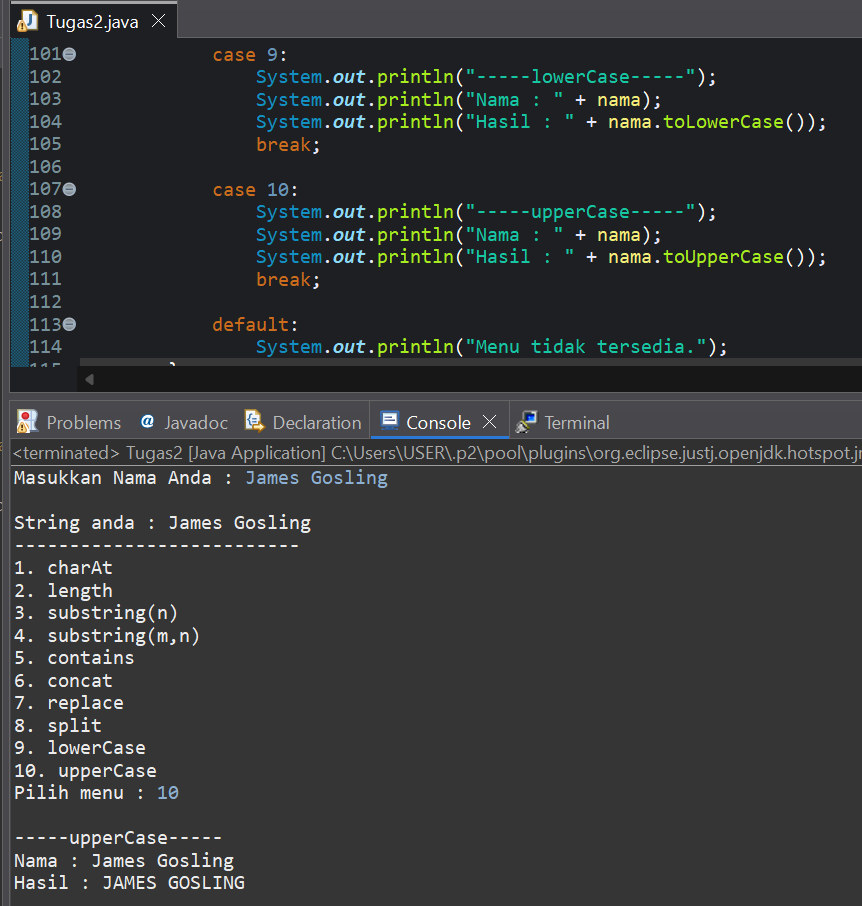 Tugas2.java
101 case 9:
102 System.out.println("-----lowerCase-----");
103 System.out.println("Nama : " + nama);
104 System.out.println("Hasil : " + nama.toLowerCase());
105 break;
106
107 case 10:
108 System.out.println("-----upperCase-----");
109 System.out.println("Nama : " + nama);
110 System.out.println("Hasil : " + nama.toUpperCase());
111 break;
112
113 default:
114 System.out.println("Menu tidak tersedia.");
115 }
Problems @ Javadoc Declaration Console Terminal
<terminated> Tugas2 [Java Application] C:\Users\USER\.p2\pool\plugins\org.eclipse.justj.openjdk.hotspot.jr
Masukkan Nama Anda : James Gosling
String anda : James Gosling
--------------------------
1. charAt
2. length
3. substring(n)
4. substring(m,n)
5. contains
6. concat
7. replace
8. split
9. lowerCase
10. upperCase
Pilih menu : 10
-----upperCase-----
Nama : James Gosling
Hasil : JAMES GOSLING